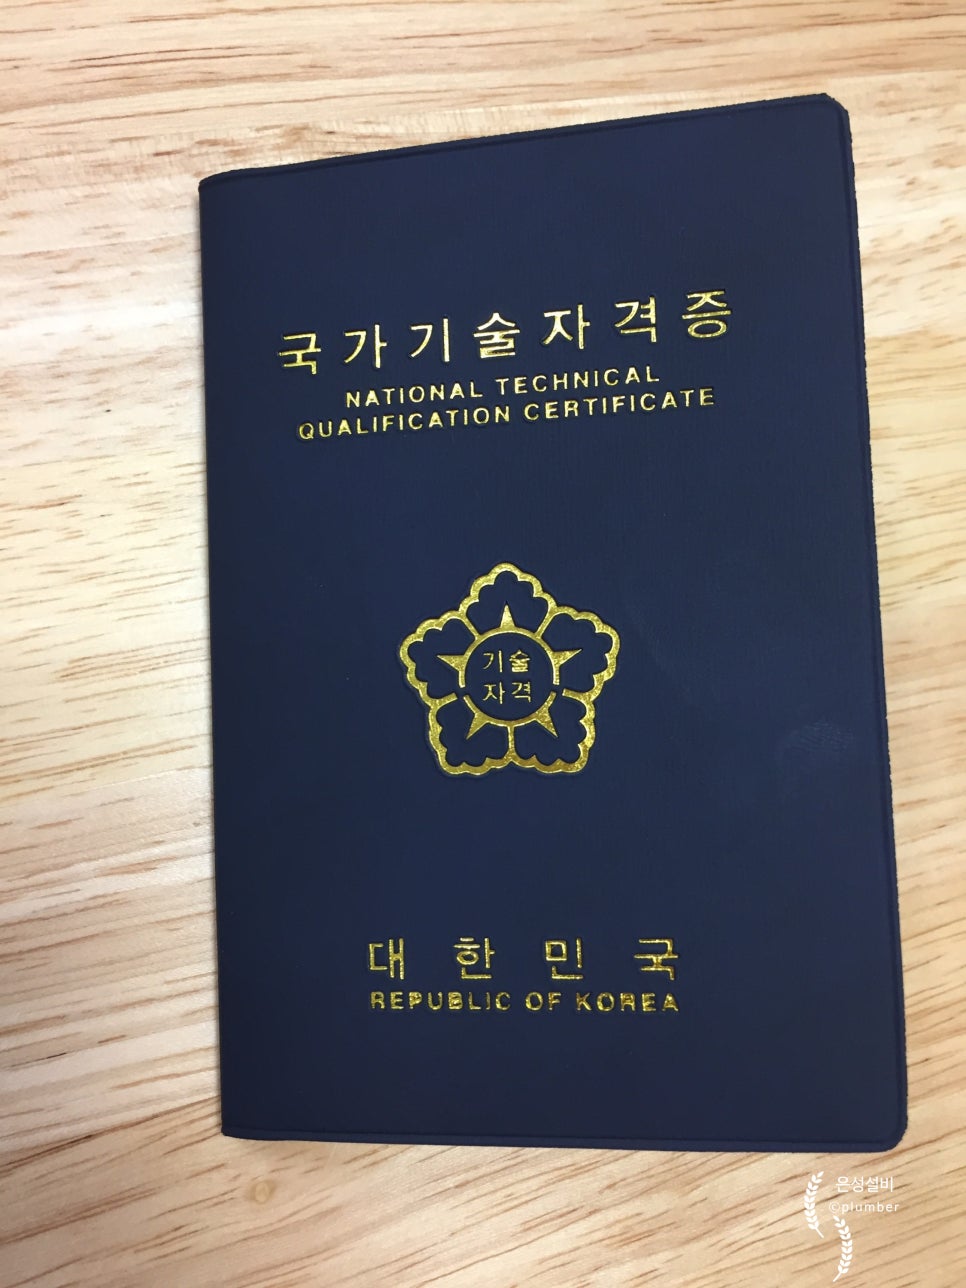 국가기술자격증
NATIONAL TECHNICAL
QUALIFICATION CERTIFICATE
기술
자격
대한민국
REPUBLIC OF KOREA
은성설비
©plumber